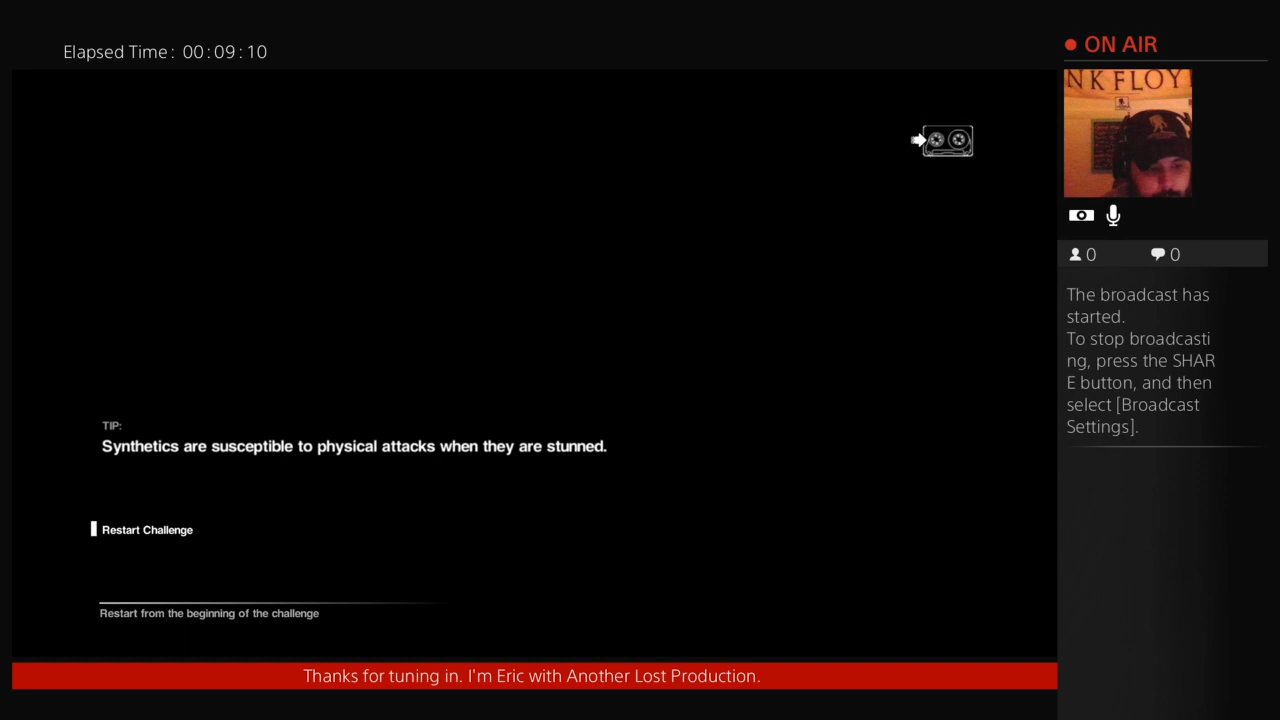 Elapsed Time: 00:09:10
ON AIR
NK FLOY
0 0
The broadcast has
started.
To stop broadcasti
ng, press the SHAR
E button, and then
select [Broadcast
Settings].
TIP:
Synthetics are susceptible to physical attacks when they are stunned.
Restart Challenge
Restart from the beginning of the challenge
Thanks for tuning in. I'm Eric with Another Lost Production.